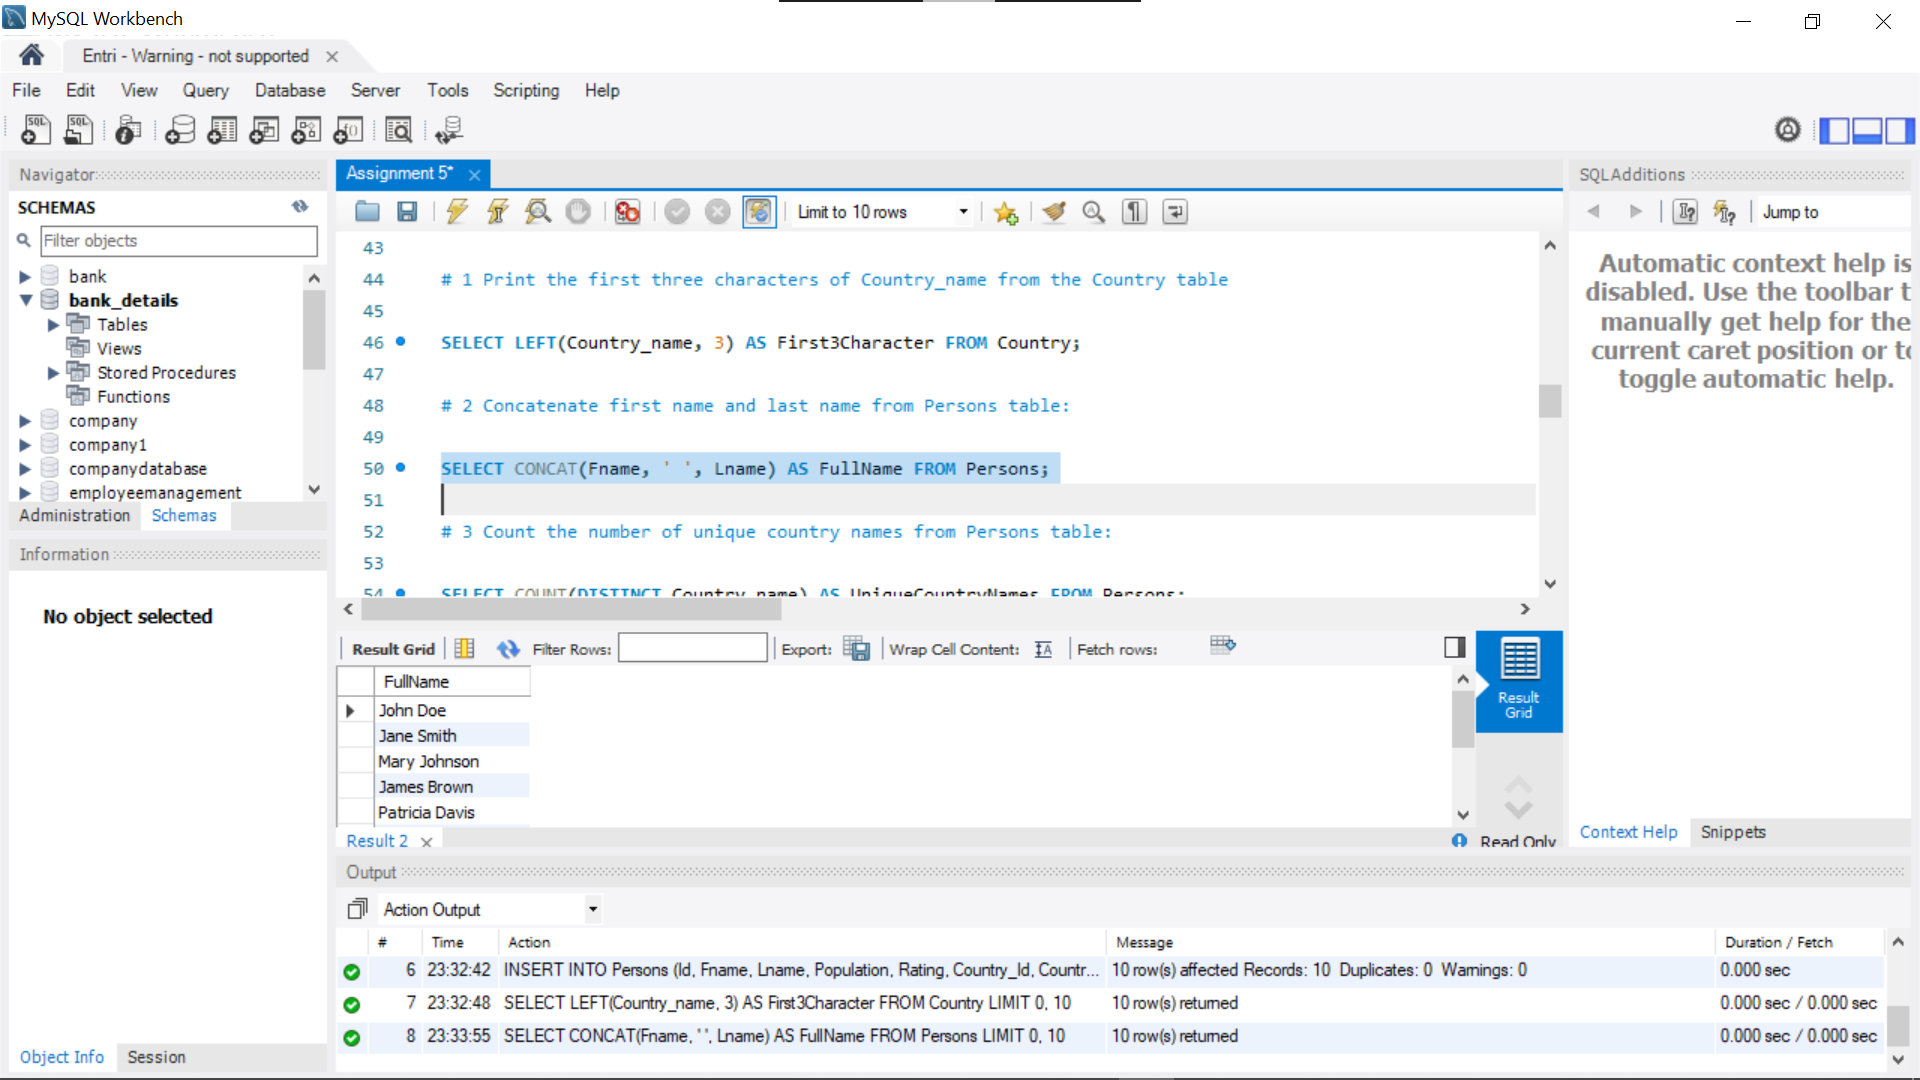 MySQL Workbench
Entri - Warning - not supported
File Edit View Query Database Server Tools Scripting Help
Navigator
SCHEMAS
Filter objects
bank
bank_details
Tables
Views
Stored Procedures
Functions
company
company1
companydatabase
employeemanagement
Administration Schemas
Information
No object selected
Object Info Session
Assignment 5*
Limit to 10 rows
43
44 # 1 Print the first three characters of Country_name from the Country table
45
46 SELECT LEFT(Country_name, 3) AS First3Character FROM Country;
47
48 # 2 Concatenate first name and last name from Persons table:
49
50 SELECT CONCAT(Fname, ' ', Lname) AS FullName FROM Persons;
51
52 # 3 Count the number of unique country names from Persons table:
53
54 SELECT COUNT(DISTINCT Country_name) AS UniqueCountryNames FROM Persons;
Result Grid Filter Rows: Export: Wrap Cell Content: Fetch rows:
FullName
John Doe
Jane Smith
Mary Johnson
James Brown
Patricia Davis
Result Grid
Result 2
Read Only
SQLAdditions
Jump to
Automatic context help is
disabled. Use the toolbar t
manually get help for the
current caret position or to
toggle automatic help.
Context Help Snippets
Output
Action Output
# Time Action Message Duration / Fetch
6 23:32:42 INSERT INTO Persons (Id, Fname, Lname, Population, Rating, Country_Id, Countr... 10 row(s) affected Records: 10 Duplicates: 0 Warnings: 0 0.000 sec
7 23:32:48 SELECT LEFT(Country_name, 3) AS First3Character FROM Country LIMIT 0, 10 10 row(s) returned 0.000 sec / 0.000 sec
8 23:33:55 SELECT CONCAT(Fname, ' ', Lname) AS FullName FROM Persons LIMIT 0, 10 10 row(s) returned 0.000 sec / 0.000 sec